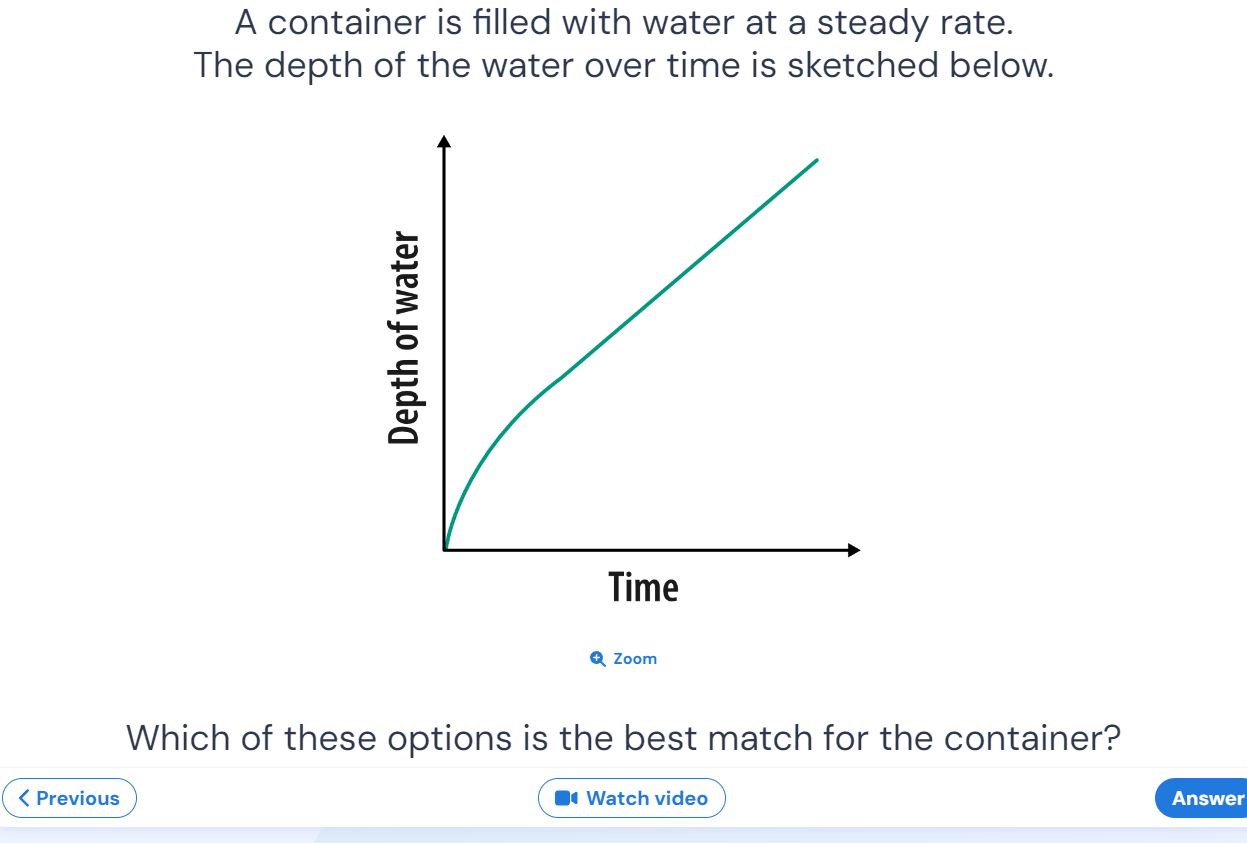 A container is filled with water at a steady rate.
The depth of the water over time is sketched below.
Depth of water
Time
Zoom
Which of these options is the best match for the container?
Previous
Watch video
Answer